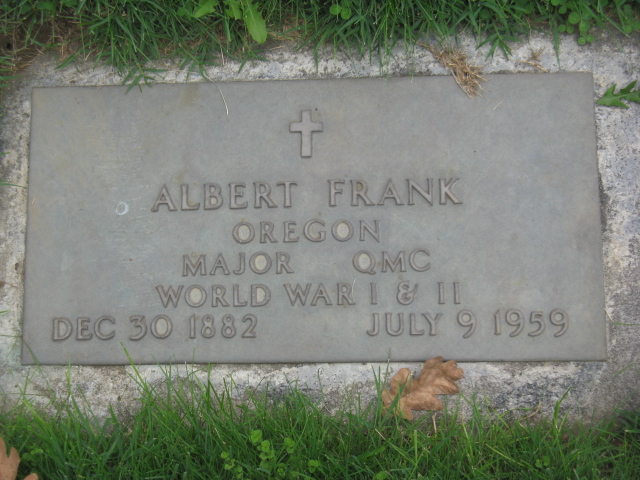 ALBERT FRANK
OREGON
MAJOR QMC
WORLD WAR I & II
DEC 30 1882 JULY 9 1959